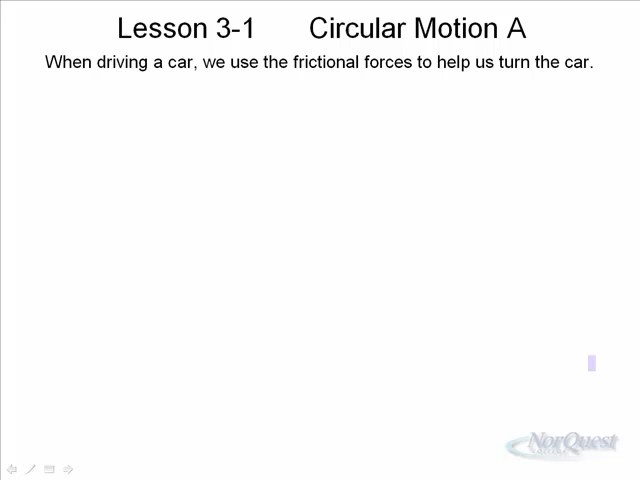 Lesson 3-1 Circular Motion A
When driving a car, we use the frictional forces to help us turn the car.
NorQuest